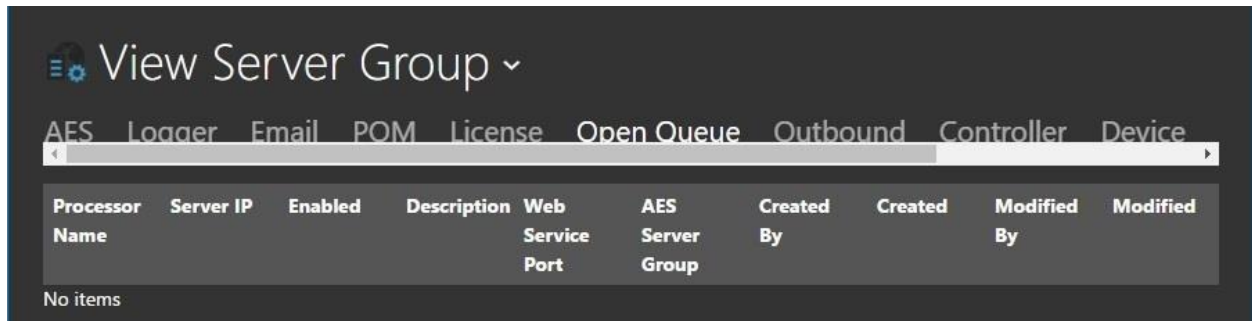 View Server Group
AES Logger Email POM License Open Queue Outbound Controller Device
Processor Name Server IP Enabled Description Web Service Port AES Server Group Created By Created Modified By Modified
No items